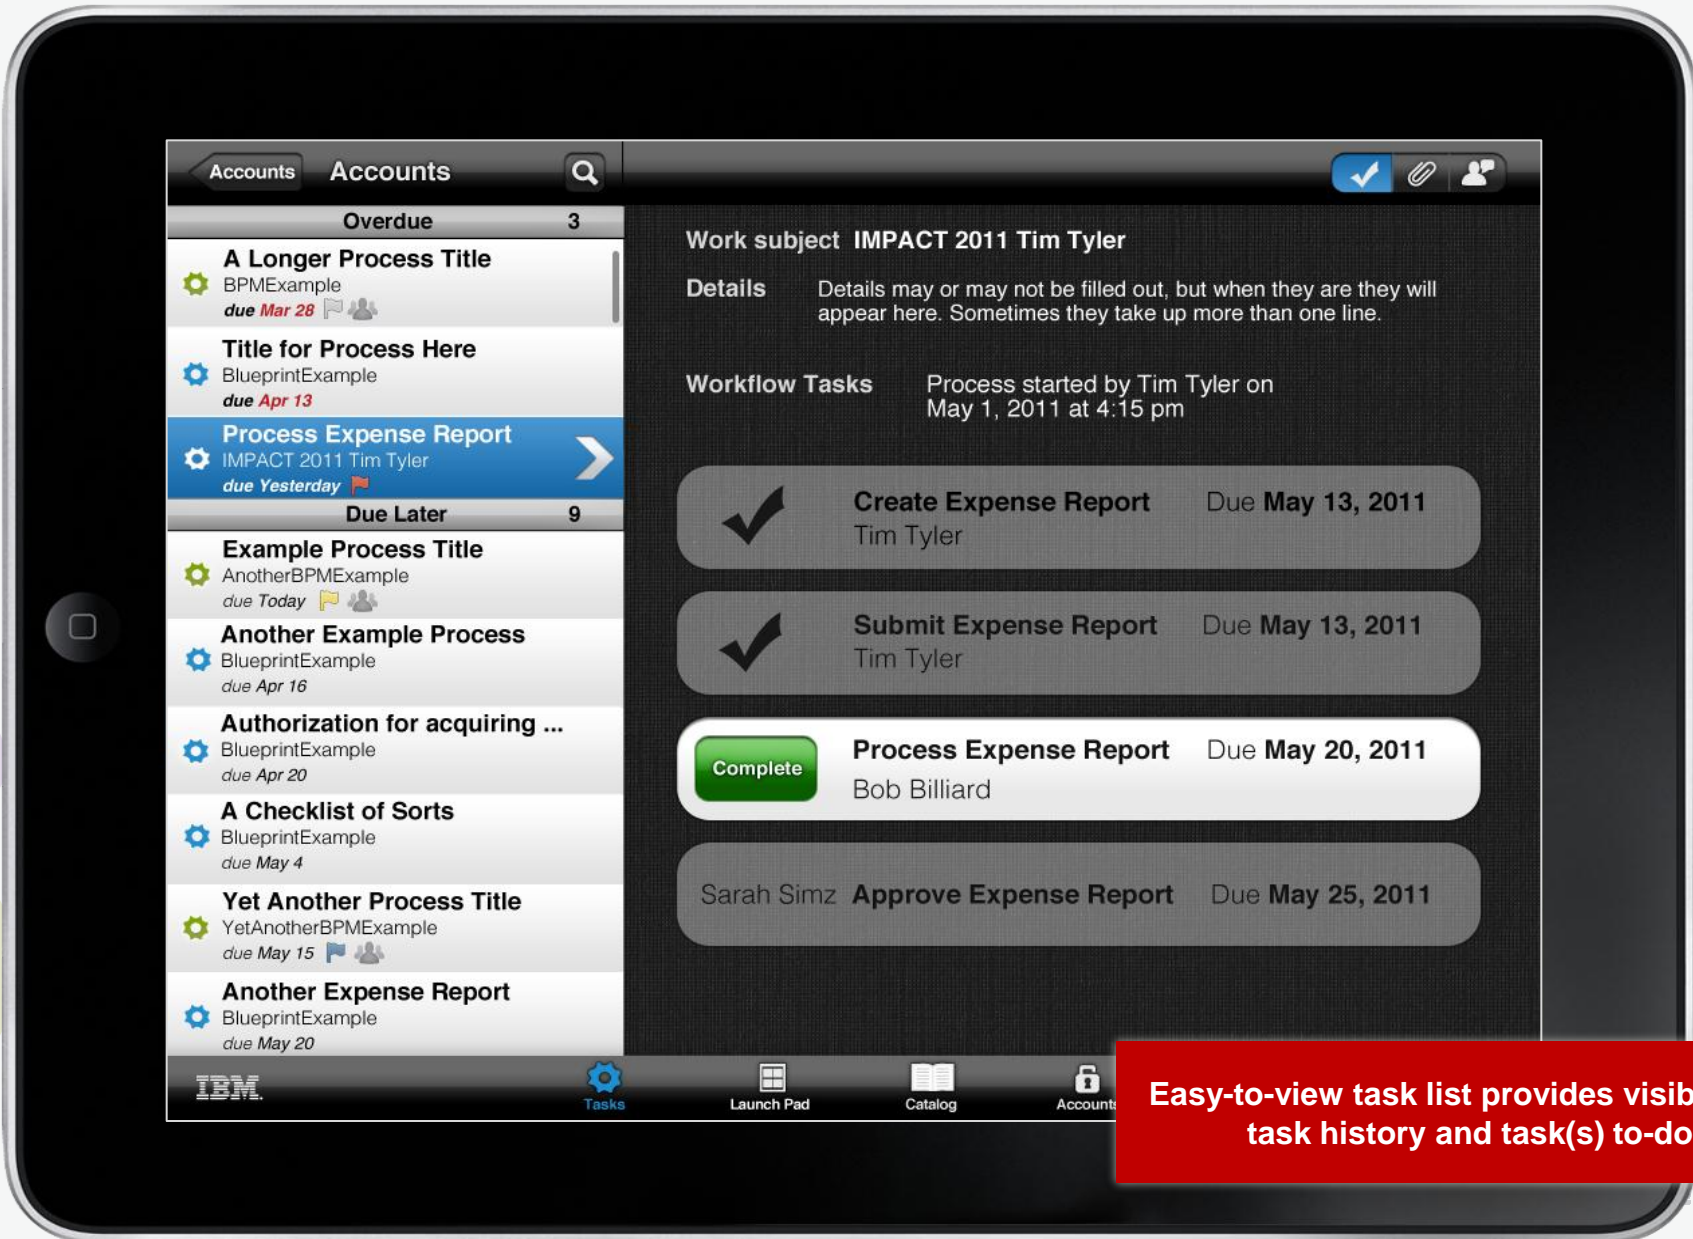 Accounts
Accounts
Overdue 3
A Longer Process Title
BPMExample
due Mar 28
Title for Process Here
BlueprintExample
due Apr 13
Process Expense Report
IMPACT 2011 Tim Tyler
due Yesterday
Due Later 9
Example Process Title
AnotherBPMExample
due Today
Another Example Process
BlueprintExample
due Apr 16
Authorization for acquiring ...
BlueprintExample
due Apr 20
A Checklist of Sorts
BlueprintExample
due May 4
Yet Another Process Title
YetAnotherBPMExample
due May 15
Another Expense Report
BlueprintExample
due May 20
Work subject IMPACT 2011 Tim Tyler
Details Details may or may not be filled out, but when they are they will
appear here. Sometimes they take up more than one line.
Workflow Tasks Process started by Tim Tyler on
May 1, 2011 at 4:15 pm
Create Expense Report Due May 13, 2011
Tim Tyler
Submit Expense Report Due May 13, 2011
Tim Tyler
Complete
Process Expense Report Due May 20, 2011
Bob Billiard
Sarah Simz Approve Expense Report Due May 25, 2011
IBM.
Tasks
Launch Pad
Catalog
Accounts
Easy-to-view task list provides visib
task history and task(s) to-do